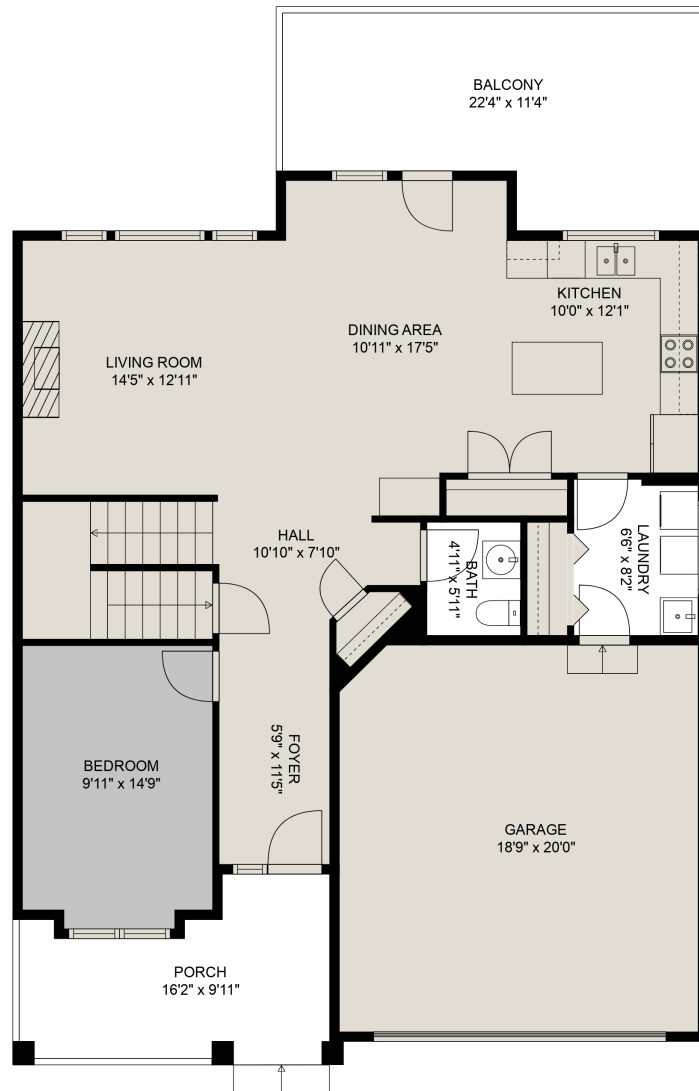 BALCONY
22'4" x 11'4"
KITCHEN
10'0" x 12'1"
DINING AREA
10'11" x 17'5"
LIVING ROOM
14'5" x 12'11"
HALL
10'10" x 7'10"
BATH
4'11" x 5'11"
LAUNDRY
6'6" x 8'2"
FOYER
5'9" x 11'5"
BEDROOM
9'11" x 14'9"
GARAGE
18'9" x 20'0"
PORCH
16'2" x 9'11"